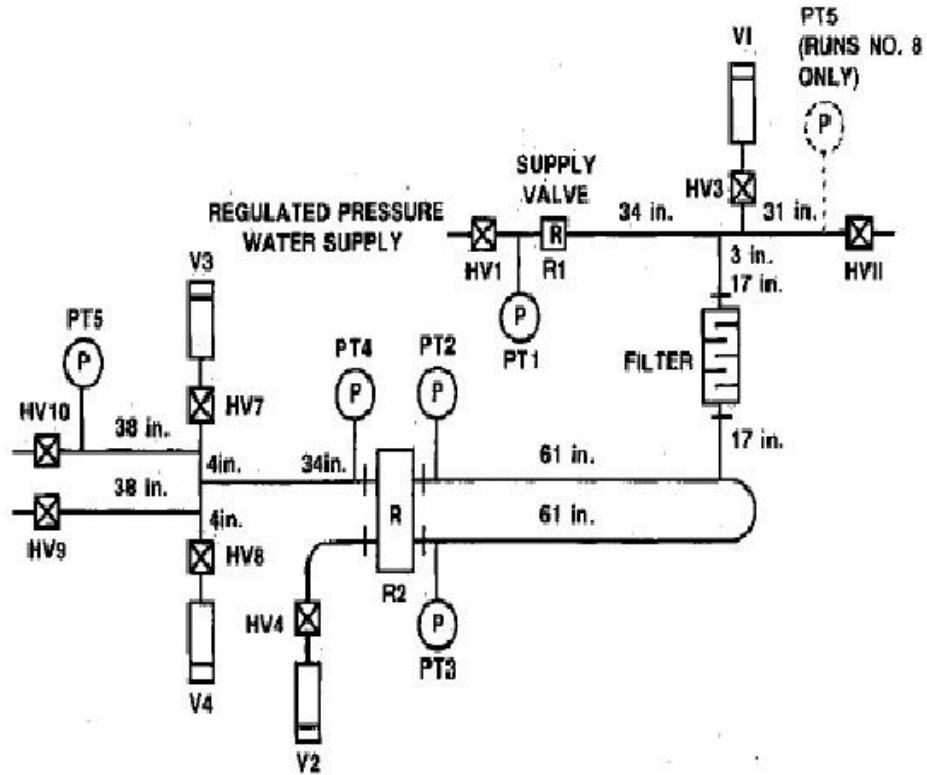 PT5
(RUNS NO. 8
ONLY)
V1
P
SUPPLY
VALVE
HV3
34 in.
31 in.
REGULATED PRESSURE
WATER SUPPLY
R
HV1
R1
3 in.
HVII
V3
17 in.
PT5
P
PT1
FILTER
PT4
PT2
P
P
P
HV10
HV7
38 in.
17 in.
4in.
34in.
61 in.
38 in.
R
61 in.
4in.
HV9
HV8
R2
HV4
P
PT3
V4
V2